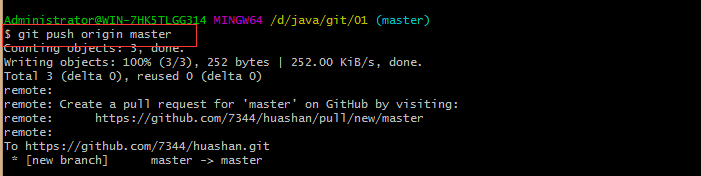 Administrator@WIN-7HK5TLGG314 MINGW64 /d/java/git/01 (master)
$ git push origin master
Counting objects: 3, done.
Writing objects: 100% (3/3), 252 bytes | 252.00 KiB/s, done.
Total 3 (delta 0), reused 0 (delta 0)
remote:
remote: Create a pull request for 'master' on GitHub by visiting:
remote:      https://github.com/7344/huashan/pull/new/master
remote:
To https://github.com/7344/huashan.git
 * [new branch]      master -> master